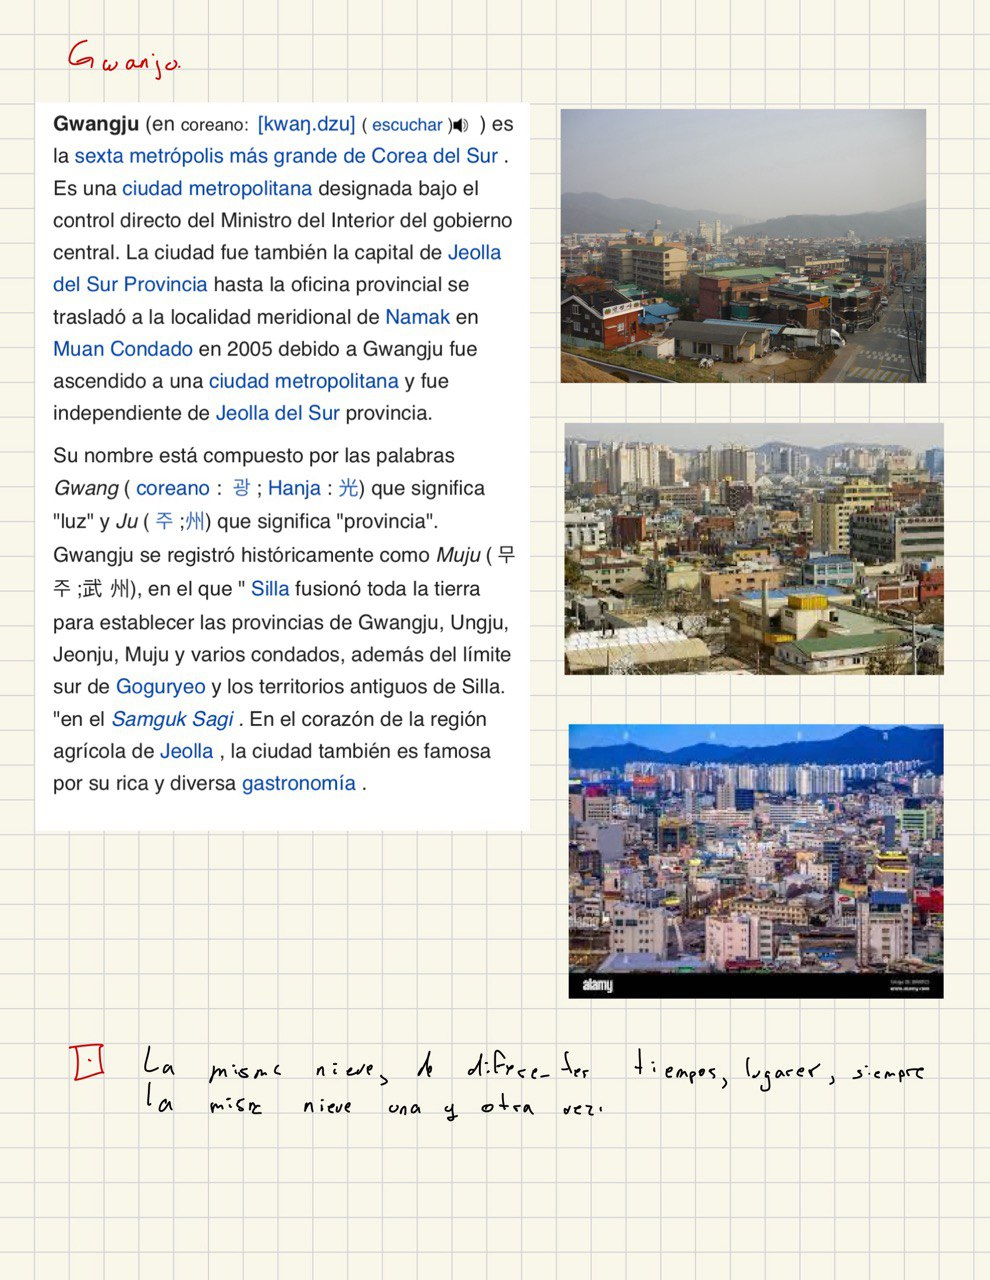 Gwanjo.
Gwangju (en coreano: [kwaŋ.dzu] ( escuchar ) ) es
la sexta metrópolis más grande de Corea del Sur .
Es una ciudad metropolitana designada bajo el
control directo del Ministro del Interior del gobierno
central. La ciudad fue también la capital de Jeolla
del Sur Provincia hasta la oficina provincial se
trasladó a la localidad meridional de Namak en
Muan Condado en 2005 debido a Gwangju fue
ascendido a una ciudad metropolitana y fue
independiente de Jeolla del Sur provincia.
Su nombre está compuesto por las palabras
Gwang ( coreano : 광 ; Hanja : 光) que significa
"luz" y Ju ( 주 ;州) que significa "provincia".
Gwangju se registró históricamente como Muju ( 무
주 ;武 州), en el que " Silla fusionó toda la tierra
para establecer las provincias de Gwangju, Ungju,
Jeonju, Muju y varios condados, además del límite
sur de Goguryeo y los territorios antiguos de Silla.
"en el Samguk Sagi . En el corazón de la región
agrícola de Jeolla , la ciudad también es famosa
por su rica y diversa gastronomía .
alamy
www.alamy.com
La misma nieve, de diferentes tiempos, lugares, siempre
la misma nieve una y otra vez.